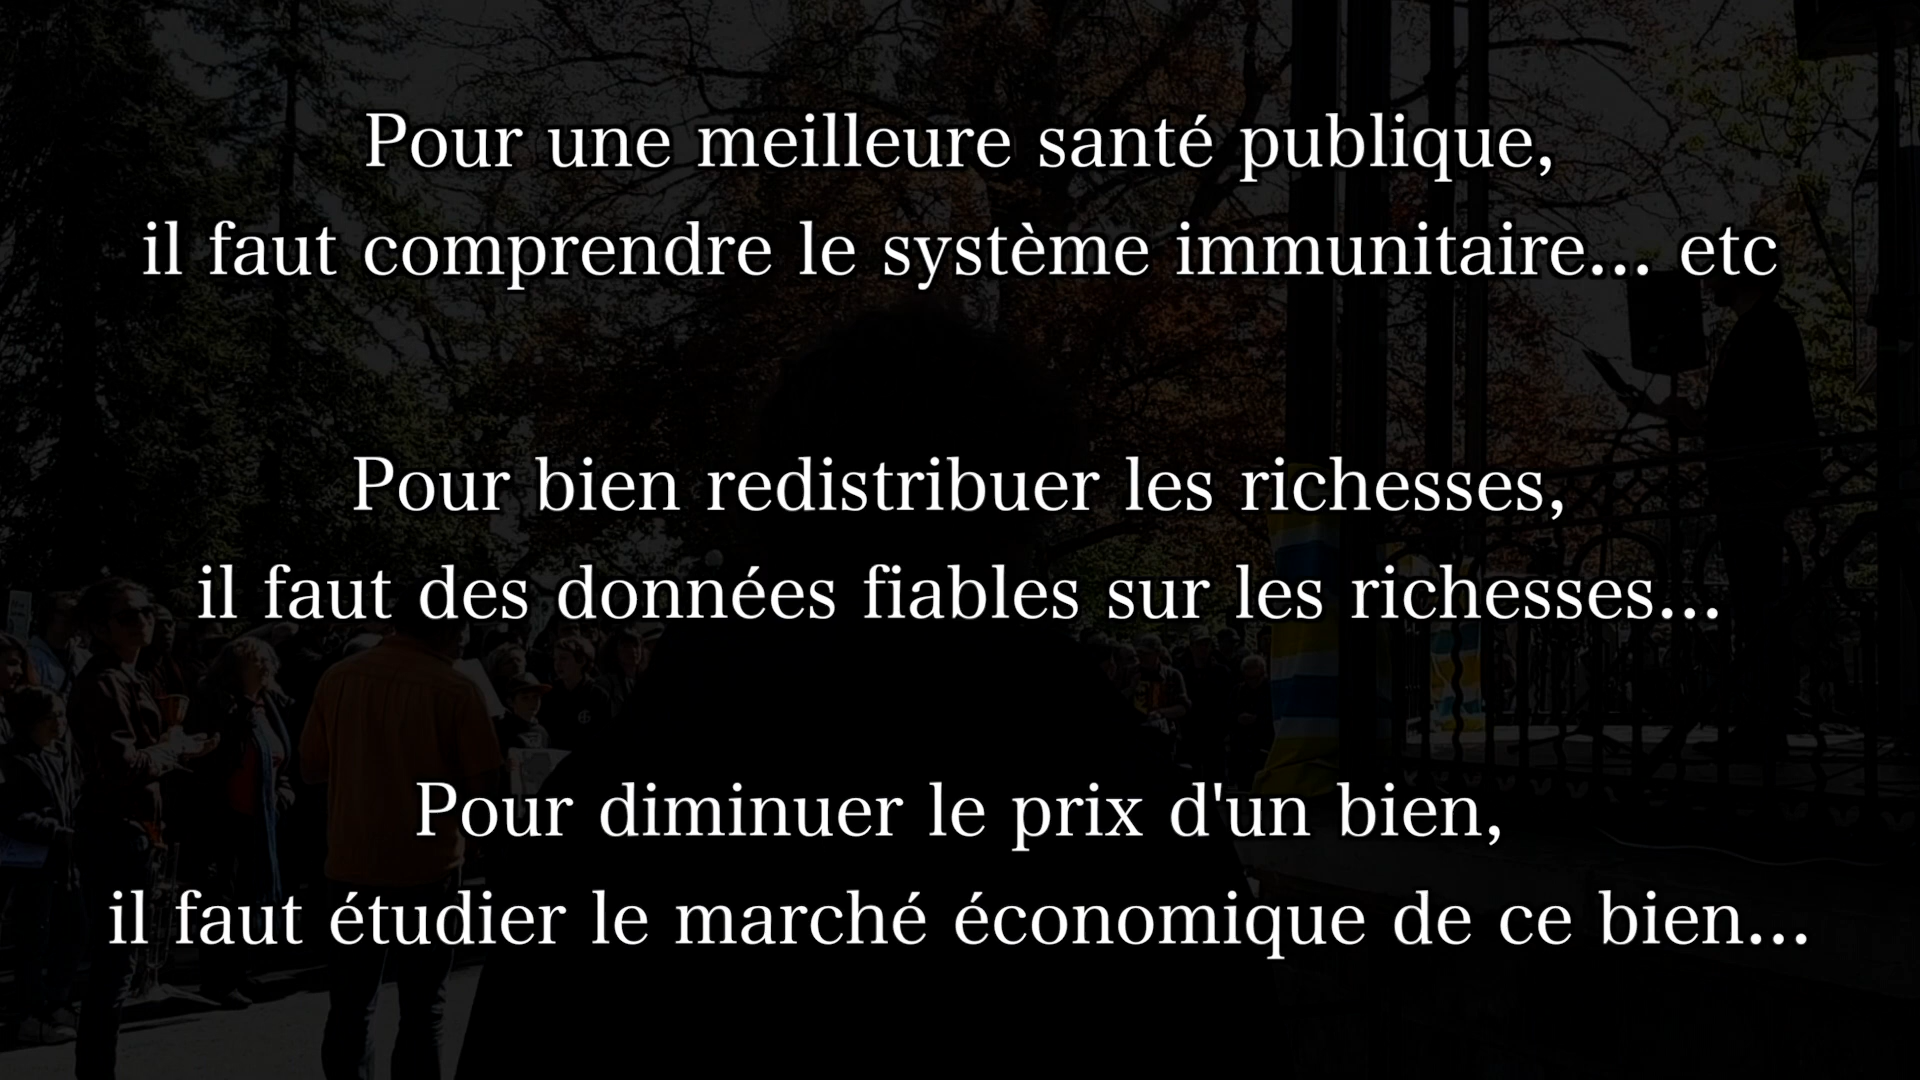 Pour une meilleure santé publique,
il faut comprendre le système immunitaire... etc
Pour bien redistribuer les richesses,
il faut des données fiables sur les richesses...
Pour diminuer le prix d'un bien,
il faut étudier le marché économique de ce bien...